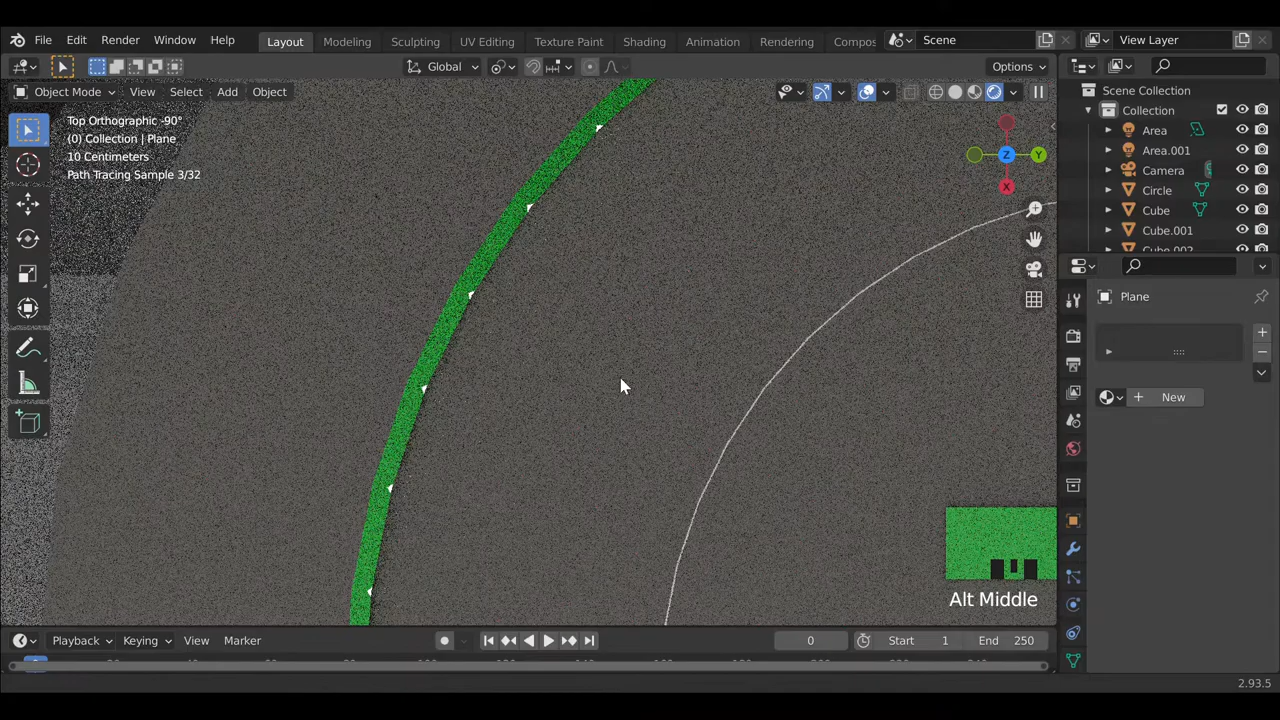 File Edit Render Window Help Layout Modeling Sculpting UV Editing Texture Paint Shading Animation Rendering Compos Scene View Layer
Global Options
Object Mode View Select Add Object
Top Orthographic -90°
(0) Collection | Plane
10 Centimeters
Path Tracing Sample 3/32
Z
Y
X
Scene Collection
Collection
Area
Area.001
Camera
Circle
Cube
Cube.001
Cube.002
Plane
New
Alt Middle
Playback Keying View Marker 0 Start 1 End 250
2.93.5